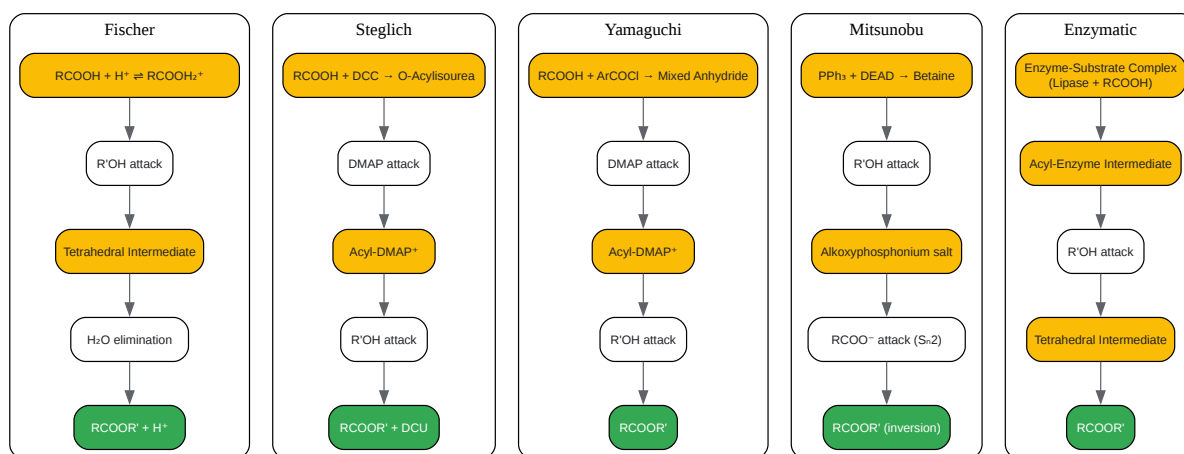 Fischer
RCOOH + H⁺ ⇌ RCOOH₂⁺
R'OH attack
Tetrahedral Intermediate
H₂O elimination
RCOOR' + H⁺
Steglich
RCOOH + DCC → O-Acylisourea
DMAP attack
Acyl-DMAP⁺
R'OH attack
RCOOR' + DCU
Yamaguchi
RCOOH + ArCOCl → Mixed Anhydride
DMAP attack
Acyl-DMAP⁺
R'OH attack
RCOOR'
Mitsunobu
PPh₃ + DEAD → Betaine
R'OH attack
Alkoxyphosphonium salt
RCOO⁻ attack (Sₙ2)
RCOOR' (inversion)
Enzymatic
Enzyme-Substrate Complex
(Lipase + RCOOH)
Acyl-Enzyme Intermediate
R'OH attack
Tetrahedral Intermediate
RCOOR'